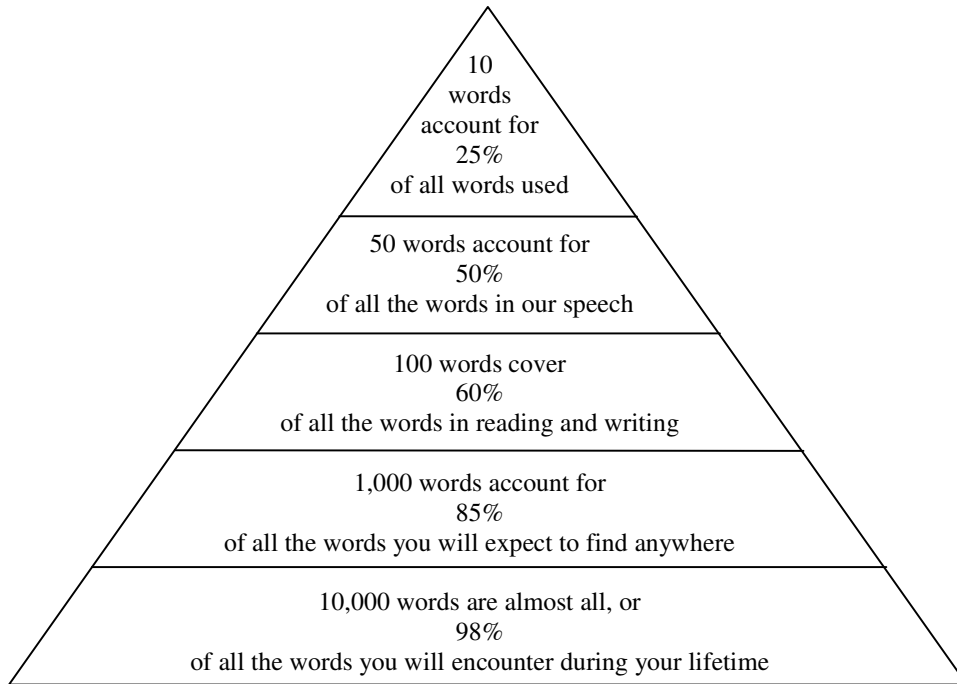 10
words
account for
25%
of all words used
50 words account for
50%
of all the words in our speech
100 words cover
60%
of all the words in reading and writing
1,000 words account for
85%
of all the words you will expect to find anywhere
10,000 words are almost all, or
98%
of all the words you will encounter during your lifetime